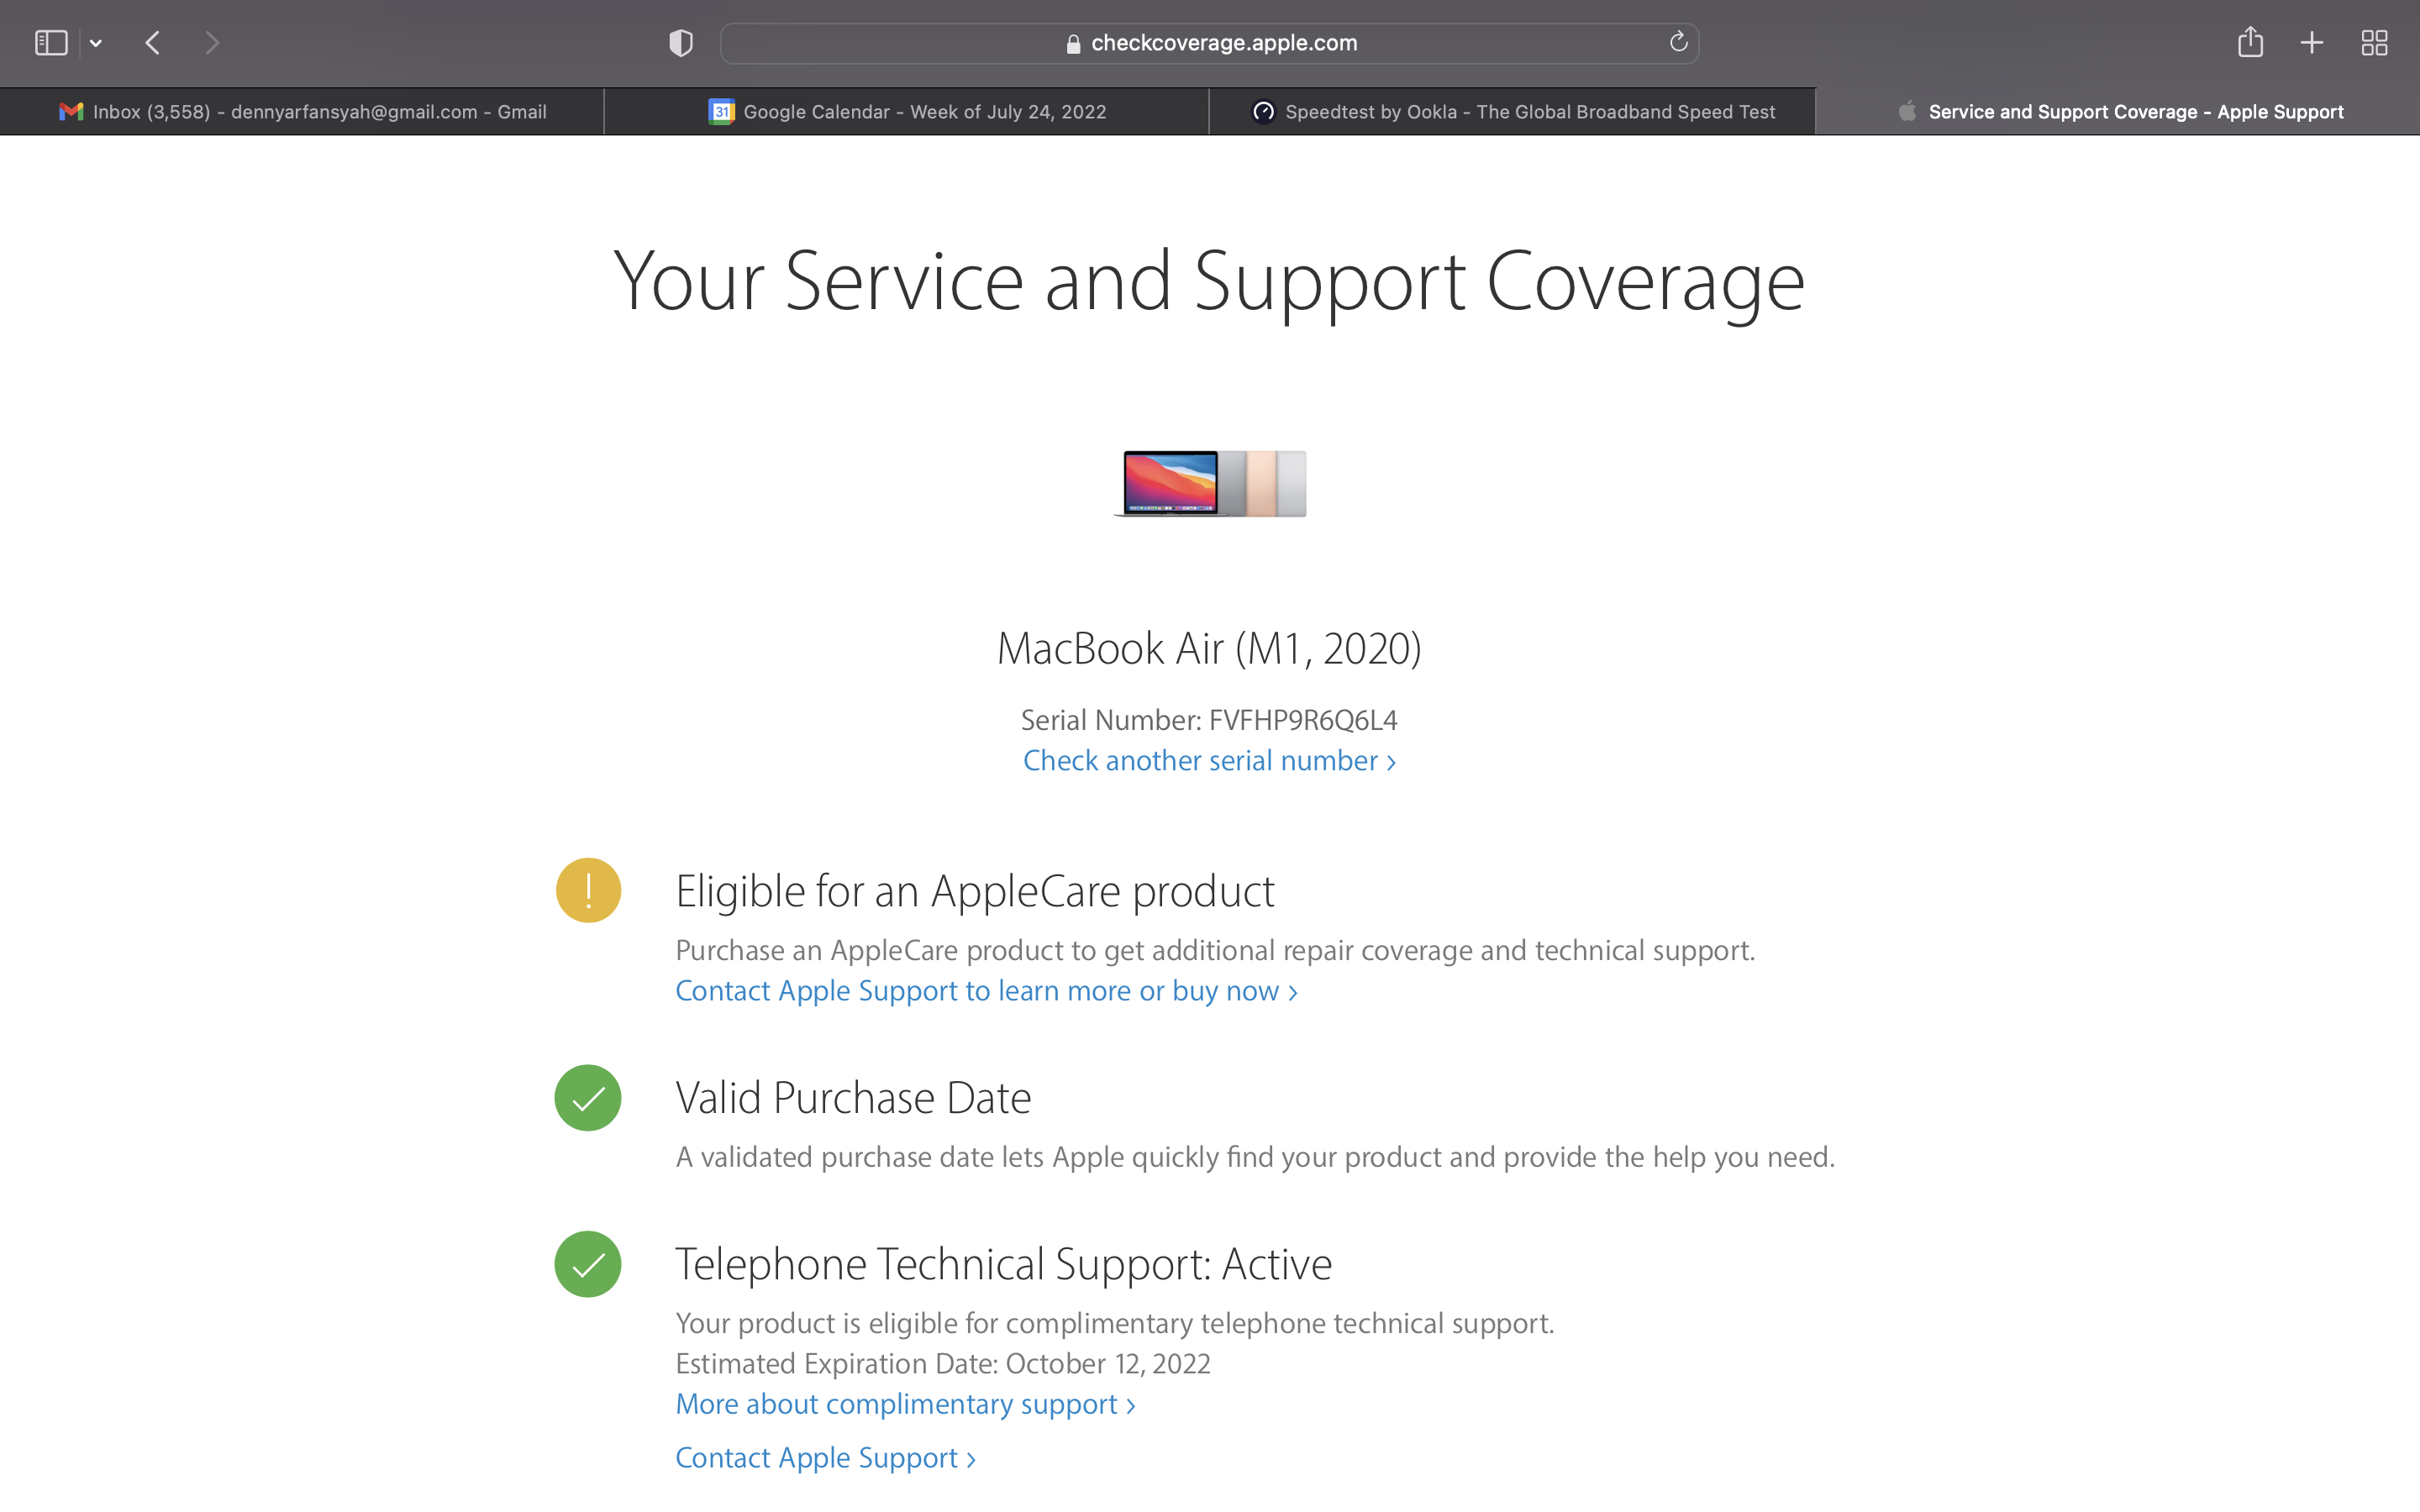 checkcoverage.apple.com
Inbox (3,558) - dennyarfansyah@gmail.com - Gmail
31
Google Calendar - Week of July 24, 2022
Speedtest by Ookla - The Global Broadband Speed Test
Service and Support Coverage - Apple Support
Your Service and Support Coverage
MacBook Air (M1, 2020)
Serial Number: FVFHP9R6Q6L4
Check another serial number ›
Eligible for an AppleCare product
Purchase an AppleCare product to get additional repair coverage and technical support.
Contact Apple Support to learn more or buy now ›
Valid Purchase Date
A validated purchase date lets Apple quickly find your product and provide the help you need.
Telephone Technical Support: Active
Your product is eligible for complimentary telephone technical support.
Estimated Expiration Date: October 12, 2022
More about complimentary support ›
Contact Apple Support ›